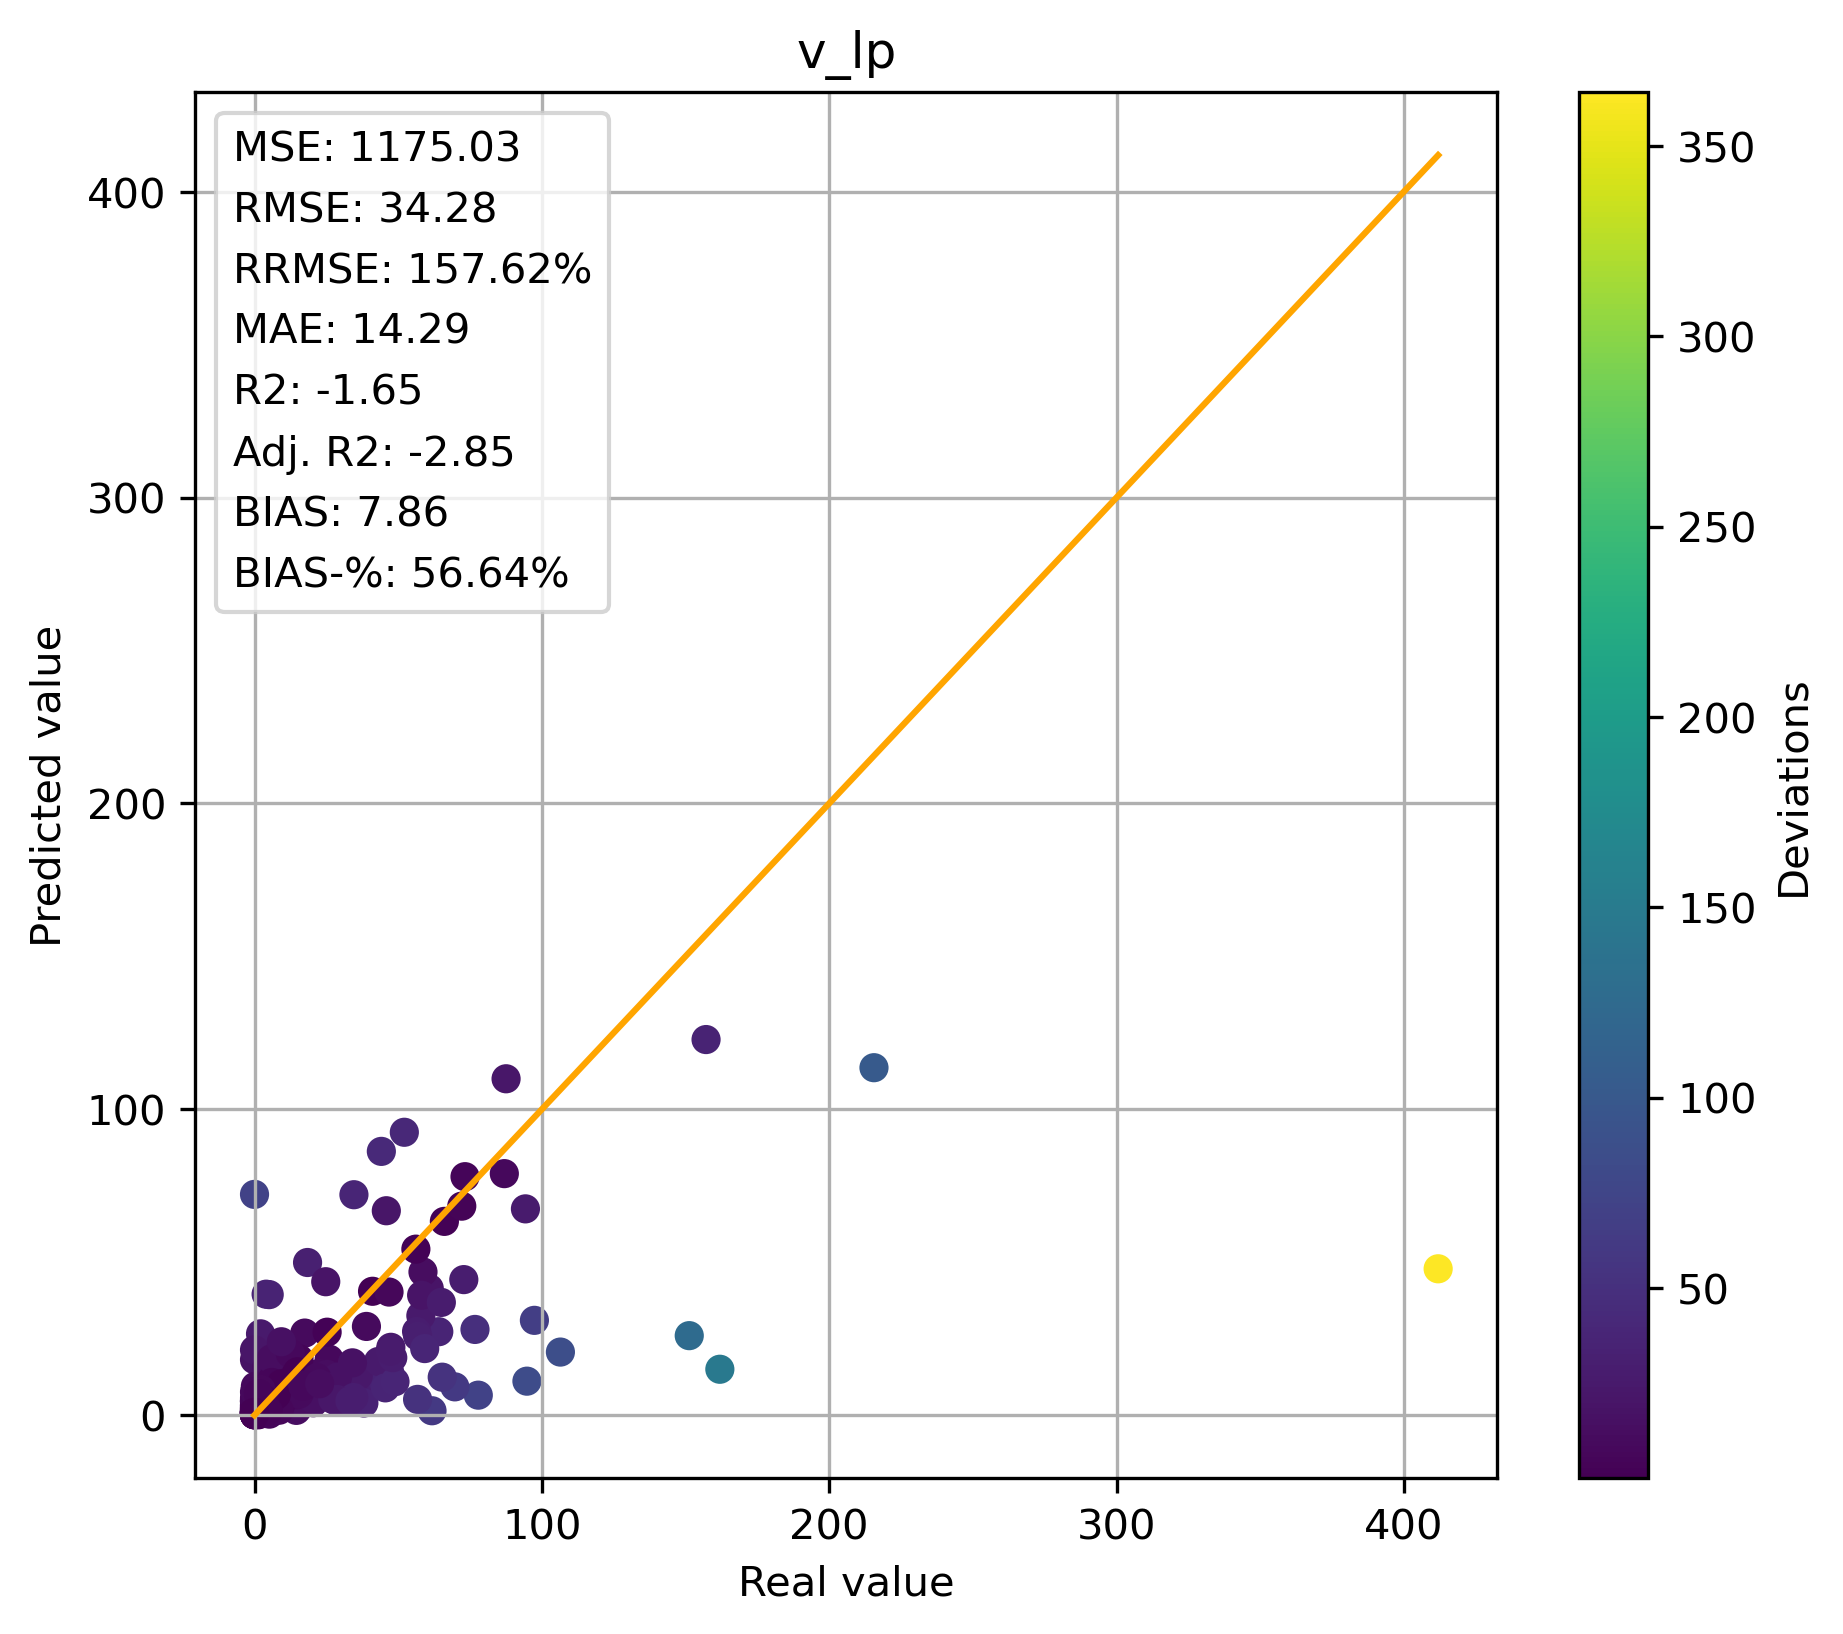 v_lp
MSE: 1175.03
RMSE: 34.28
RRMSE: 157.62%
MAE: 14.29
R2: -1.65
Adj. R2: -2.85
BIAS: 7.86
BIAS-%: 56.64%
400
300
200
100
0
Predicted value
0 100 200 300 400
Real value
350
300
250
200
150
100
50
Deviations